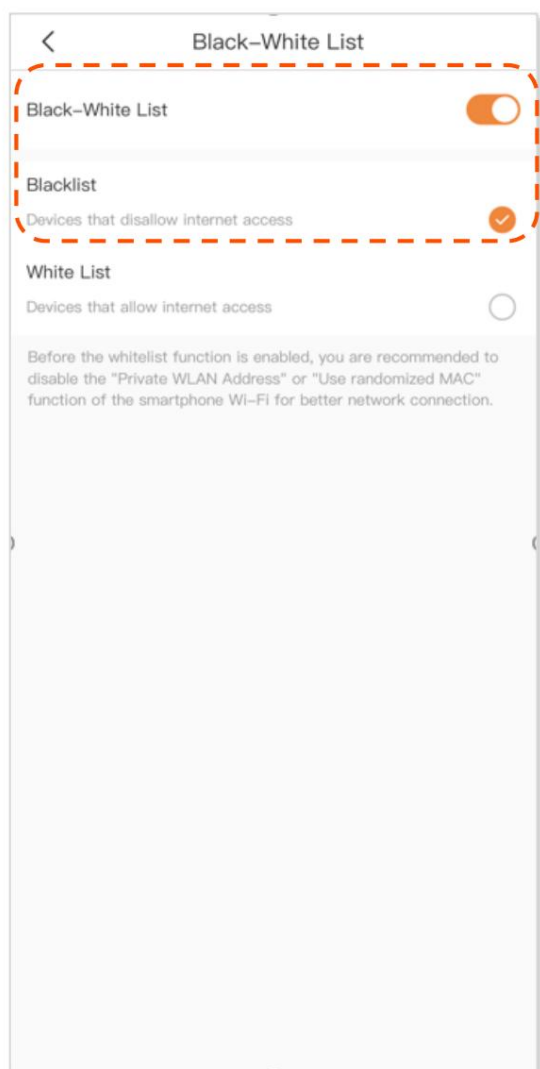 Black–White List
Black–White List
Blacklist
Devices that disallow internet access
White List
Devices that allow internet access
Before the whitelist function is enabled, you are recommended to
disable the "Private WLAN Address" or "Use randomized MAC"
function of the smartphone Wi–Fi for better network connection.